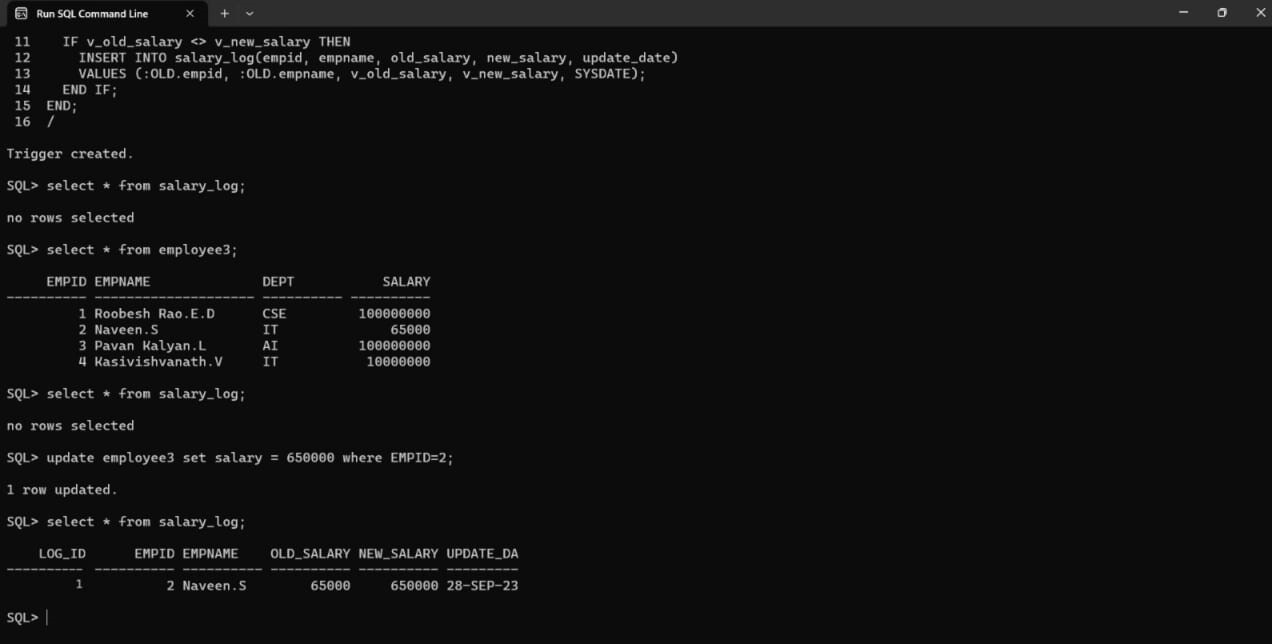 Run SQL Command Line
11     IF v_old_salary <> v_new_salary THEN
12       INSERT INTO salary_log(empid, empname, old_salary, new_salary, update_date)
13       VALUES (:OLD.empid, :OLD.empname, v_old_salary, v_new_salary, SYSDATE);
14     END IF;
15   END;
16   /
Trigger created.
SQL> select * from salary_log;
no rows selected
SQL> select * from employee3;
     EMPID EMPNAME              DEPT           SALARY
---------- -------------------- ---------- ----------
         1 Roobesh Rao.E.D      CSE         100000000
         2 Naveen.S             IT              65000
         3 Pavan Kalyan.L       AI          100000000
         4 Kasivishvanath.V     IT           10000000
SQL> select * from salary_log;
no rows selected
SQL> update employee3 set salary = 650000 where EMPID=2;
1 row updated.
SQL> select * from salary_log;
    LOG_ID      EMPID EMPNAME    OLD_SALARY NEW_SALARY UPDATE_DA
---------- ---------- ---------- ---------- ---------- ---------
         1          2 Naveen.S        65000     650000 28-SEP-23
SQL>